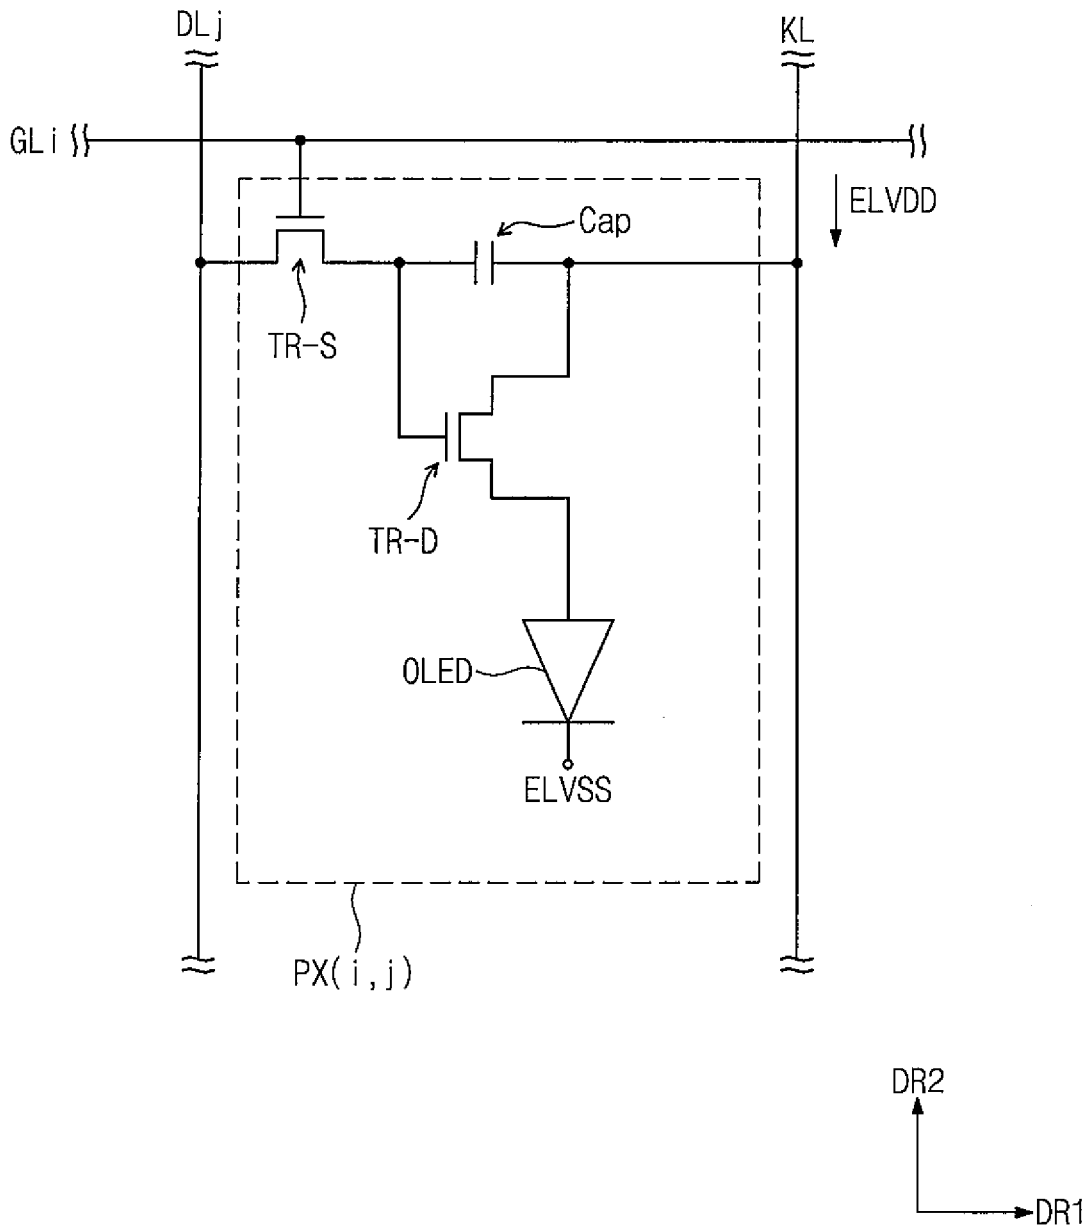 DLj
KL
GLi
ELVDD
Cap
TR-S
TR-D
OLED
ELVSS
PX(i,j)
DR2
DR1